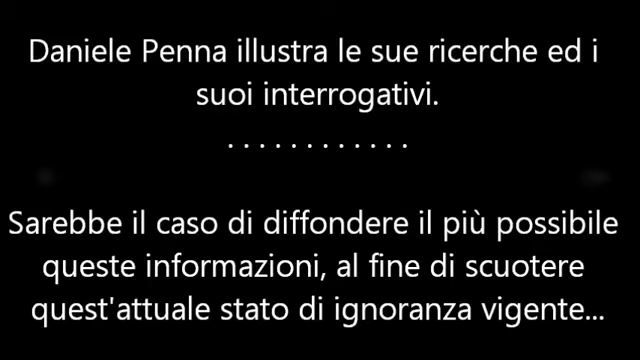 Daniele Penna illustra le sue ricerche ed i
suoi interrogativi.
. . . . . . . . . . . .
Sarebbe il caso di diffondere il più possibile
queste informazioni, al fine di scuotere
quest'attuale stato di ignoranza vigente...